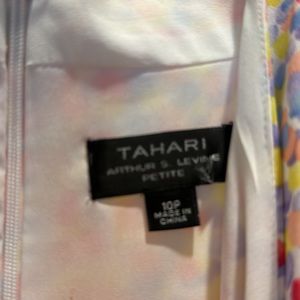 TAHARI
ARTHUR S. LEVINE
PETITE
10P
MADE IN
CHINA